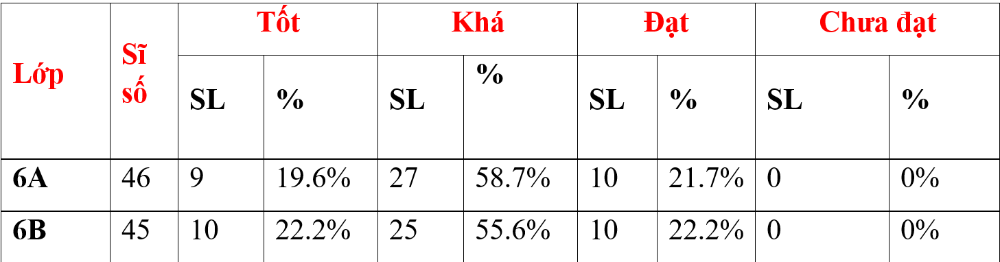 Lớp Sĩ số Tốt Khá Đạt Chưa đạt
SL % SL % SL % SL %
6A 46 9 19.6% 27 58.7% 10 21.7% 0 0%
6B 45 10 22.2% 25 55.6% 10 22.2% 0 0%